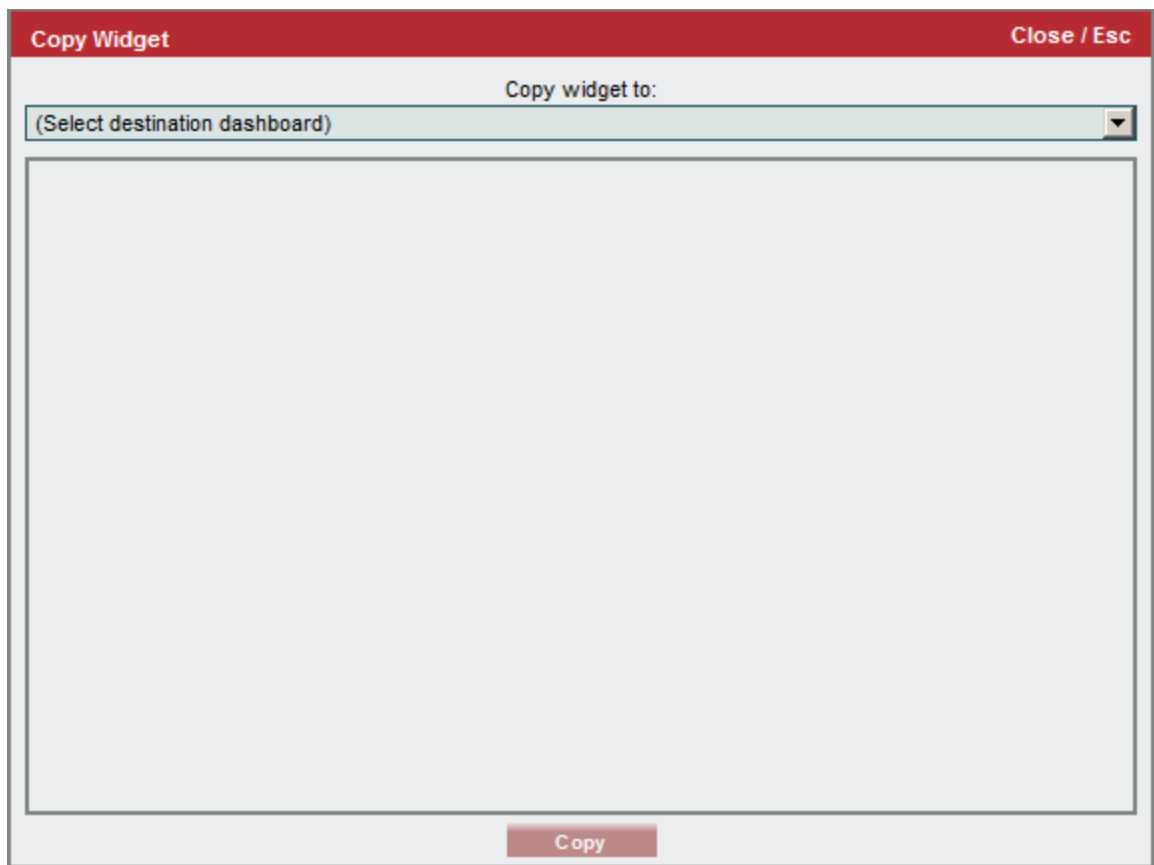 Copy Widget
Close / Esc
Copy widget to:
(Select destination dashboard)
Copy